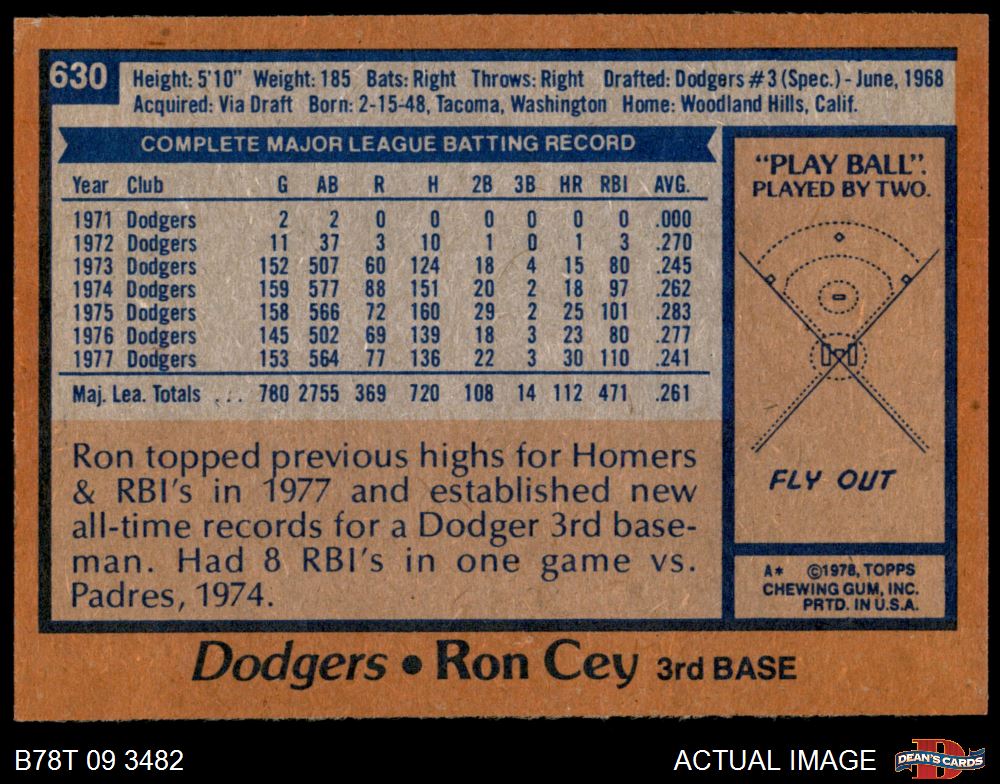 630
Height: 5'10" Weight: 185 Bats: Right Throws: Right Drafted: Dodgers #3 (Spec.) - June, 1968
Acquired: Via Draft Born: 2-15-48, Tacoma, Washington Home: Woodland Hills, Calif.
COMPLETE MAJOR LEAGUE BATTING RECORD
Year Club G AB R H 2B 3B HR RBI AVG.
1971 Dodgers 2 2 0 0 0 0 0 0 .000
1972 Dodgers 11 37 3 10 1 0 1 3 .270
1973 Dodgers 152 507 60 124 18 4 15 80 .245
1974 Dodgers 159 577 88 151 20 2 18 97 .262
1975 Dodgers 158 566 72 160 29 2 25 101 .283
1976 Dodgers 145 502 69 139 18 3 23 80 .277
1977 Dodgers 153 564 77 136 22 3 30 110 .241
Maj. Lea. Totals ... 780 2755 369 720 108 14 112 471 .261
Ron topped previous highs for Homers
& RBI's in 1977 and established new
all-time records for a Dodger 3rd base-
man. Had 8 RBI's in one game vs.
Padres, 1974.
"PLAY BALL".
PLAYED BY TWO.
FLY OUT
A* ©1978, TOPPS
CHEWING GUM, INC.
PRTD. IN U.S.A.
Dodgers • Ron Cey 3rd BASE
B78T 09 3482
ACTUAL IMAGE
D
DEAN'S CARDS